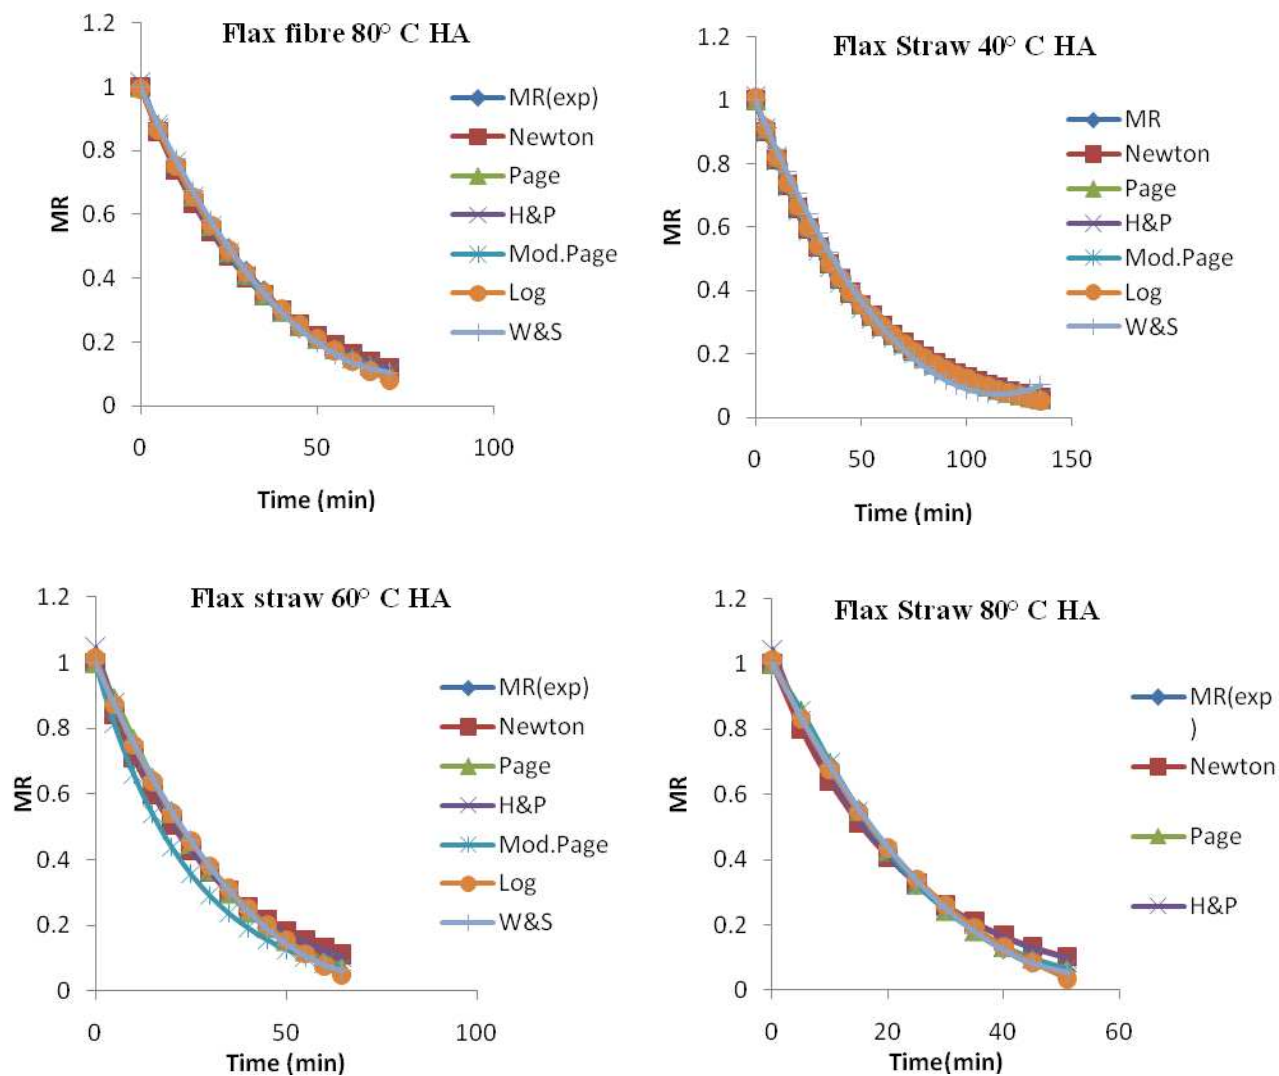 Flax fibre 80° C HA
1.2
1
0.8
0.6
0.4
0.2
0
MR
0
50
100
Time (min)
MR(exp)
Newton
Page
H&P
Mod.Page
Log
W&S
Flax Straw 40° C HA
1.2
1
0.8
0.6
0.4
0.2
0
MR
0
50
100
150
Time (min)
MR
Newton
Page
H&P
Mod.Page
Log
W&S
Flax straw 60° C HA
1.2
1
0.8
0.6
0.4
0.2
0
MR
0
50
100
Time (min)
MR(exp)
Newton
Page
H&P
Mod.Page
Log
W&S
Flax Straw 80° C HA
1.2
1
0.8
0.6
0.4
0.2
0
MR
0
20
40
60
Time(min)
MR(exp
)
Newton
Page
H&P